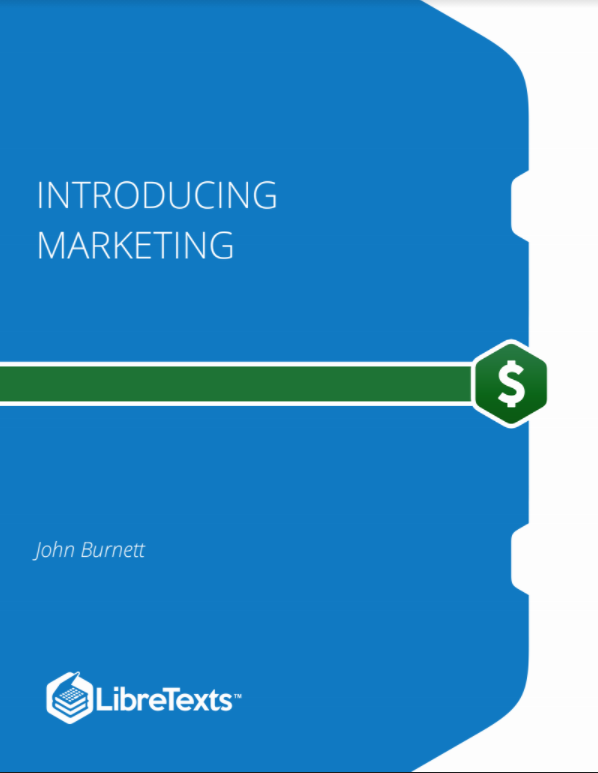 INTRODUCING
MARKETING
$
John Burnett
LibreTexts™